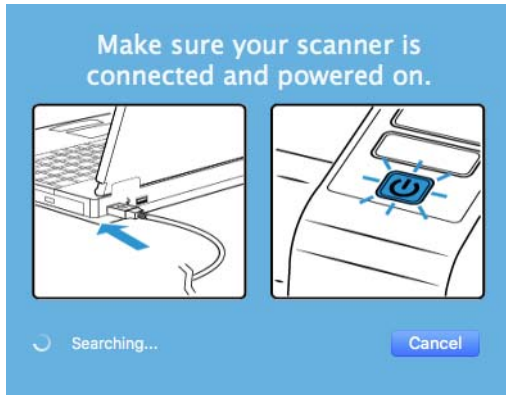 Make sure your scanner is
connected and powered on.
Searching...
Cancel